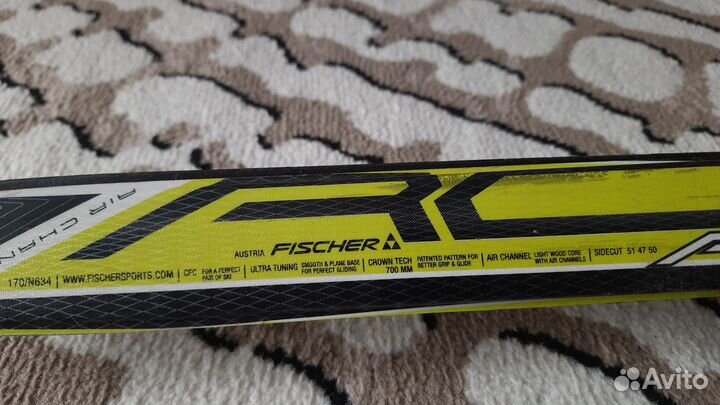 AIR CHAN
RC
AUSTRIA FISCHER
170/N634 | WWW.FISCHERSPORTS.COM | CFC FOR A PERFECT PAIR OF SKI | ULTRA TUNING SMOOTH & PLANE BASE FOR PERFECT GLIDING | CROWN TECH 700 MM PATENTED PATTERN FOR BETTER GRIP & GLIDE | AIR CHANNEL LIGHT WOOD CORE WITH AIR CHANNELS | SIDECUT 51 47 50
Avito